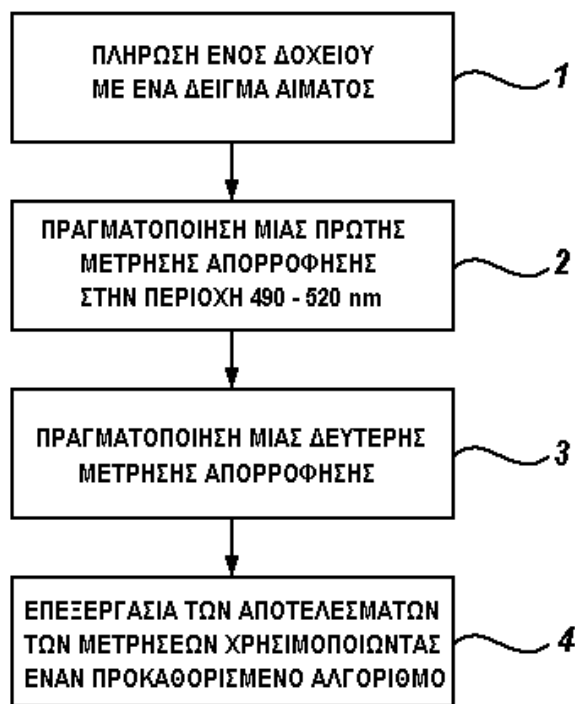 ΠΛΗΡΩΣΗ ΕΝΟΣ ΔΟΧΕΙΟΥ
ΜΕ ΕΝΑ ΔΕΙΓΜΑ ΑΙΜΑΤΟΣ
1
ΠΡΑΓΜΑΤΟΠΟΙΗΣΗ ΜΙΑΣ ΠΡΩΤΗΣ
ΜΕΤΡΗΣΗΣ ΑΠΟΡΡΟΦΗΣΗΣ
ΣΤΗΝ ΠΕΡΙΟΧΗ 490 - 520 nm
2
ΠΡΑΓΜΑΤΟΠΟΙΗΣΗ ΜΙΑΣ ΔΕΥΤΕΡΗΣ
ΜΕΤΡΗΣΗΣ ΑΠΟΡΡΟΦΗΣΗΣ
3
ΕΠΕΞΕΡΓΑΣΙΑ ΤΩΝ ΑΠΟΤΕΛΕΣΜΑΤΩΝ
ΤΩΝ ΜΕΤΡΗΣΕΩΝ ΧΡΗΣΙΜΟΠΟΙΩΝΤΑΣ
ΕΝΑΝ ΠΡΟΚΑΘΟΡΙΣΜΕΝΟ ΑΛΓΟΡΙΘΜΟ
4